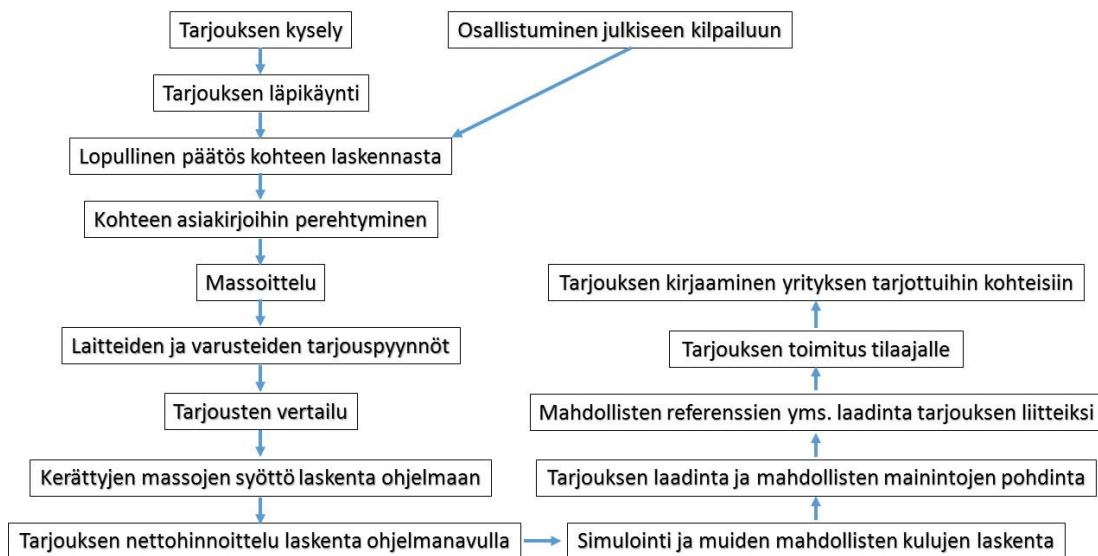 Tarjouksen kysely
Osallistuminen julkiseen kilpailuun
Tarjouksen läpikäynti
Lopullinen päätös kohteen laskennasta
Kohteen asiakirjoihin perehtyminen
Massoittelu
Laitteiden ja varusteiden tarjouspyynnöt
Tarjousten vertailu
Kerättyjen massojen syöttö laskenta ohjelmaan
Tarjouksen nettohinnoittelu laskenta ohjelmanavulla
Simulointi ja muiden mahdollisten kulujen laskenta
Tarjouksen laadinta ja mahdollisten mainintojen pohdinta
Mahdollisten referenssien yms. laadinta tarjouksen liitteiksi
Tarjouksen toimitus tilaajalle
Tarjouksen kirjaaminen yrityksen tarjottuihin kohteisiin